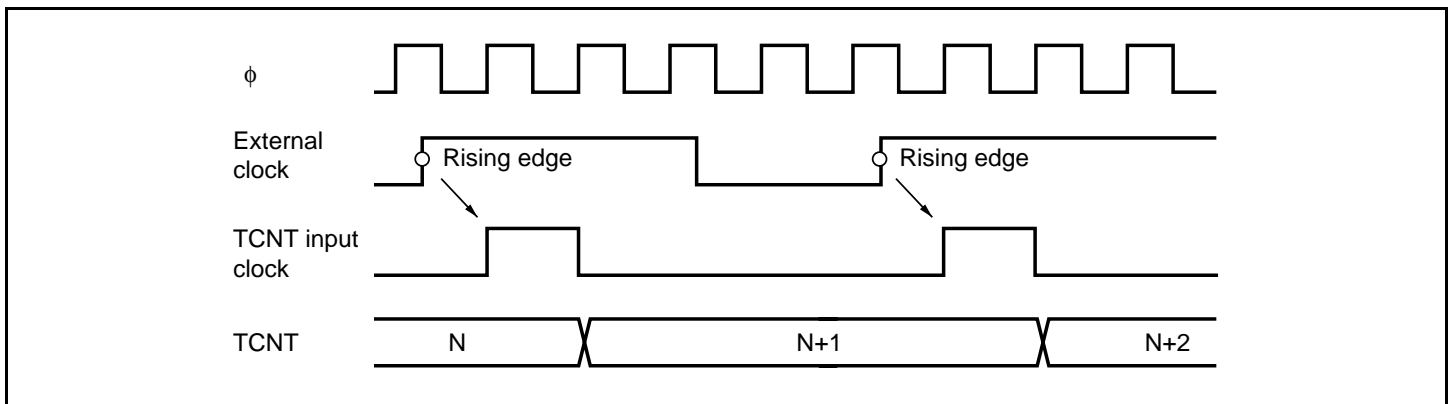 ϕ
External
clock
Rising edge
Rising edge
TCNT input
clock
TCNT
N
N+1
N+2